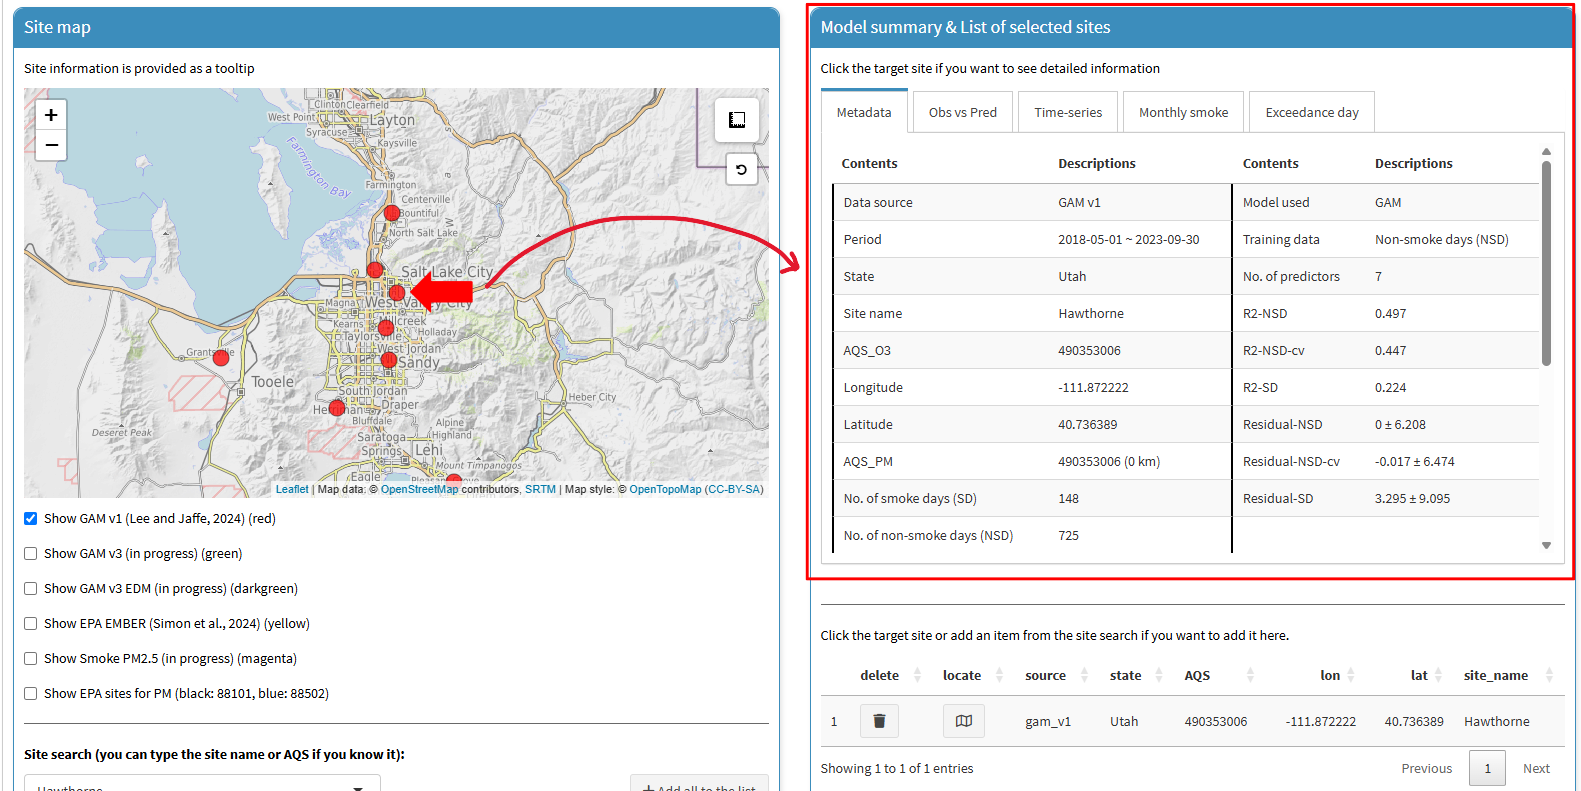 Site map
Site information is provided as a tooltip
+
−
Clinton Clearfield
West Point
Syracuse
Layton
Kaysville
Farmington Bay
Farmington
Centerville
Bountiful
North Salt Lake
Salt Lake City
Magna
West Valley City
Kearns
Millcreek
Taylorsville
Holladay
West Jordan
Sandy
Grantsville
Tooele
South Jordan
Herriman
Draper
Bluffdale
Heber City
Alpine
Highland
Deseret Peak
Saratoga
Springs
Lehi
Mount Timpanogos
Eagle
Leaflet | Map data: © OpenStreetMap contributors, SRTM | Map style: © OpenTopoMap (CC-BY-SA)
Show GAM v1 (Lee and Jaffe, 2024) (red)
Show GAM v3 (in progress) (green)
Show GAM v3 EDM (in progress) (darkgreen)
Show EPA EMBER (Simon et al., 2024) (yellow)
Show Smoke PM2.5 (in progress) (magenta)
Show EPA sites for PM (black: 88101, blue: 88502)
Site search (you can type the site name or AQS if you know it):
Hawthorne
+ Add all to the list
Model summary & List of selected sites
Click the target site if you want to see detailed information
Metadata Obs vs Pred Time-series Monthly smoke Exceedance day
Contents Descriptions Contents Descriptions
Data source GAM v1 Model used GAM
Period 2018-05-01 ~ 2023-09-30 Training data Non-smoke days (NSD)
State Utah No. of predictors 7
Site name Hawthorne R2-NSD 0.497
AQS_O3 490353006 R2-NSD-cv 0.447
Longitude -111.872222 R2-SD 0.224
Latitude 40.736389 Residual-NSD 0 ± 6.208
AQS_PM 490353006 (0 km) Residual-NSD-cv -0.017 ± 6.474
No. of smoke days (SD) 148 Residual-SD 3.295 ± 9.095
No. of non-smoke days (NSD) 725
Click the target site or add an item from the site search if you want to add it here.
delete locate source state AQS lon lat site_name
1 gam_v1 Utah 490353006 -111.872222 40.736389 Hawthorne
Showing 1 to 1 of 1 entries
Previous 1 Next